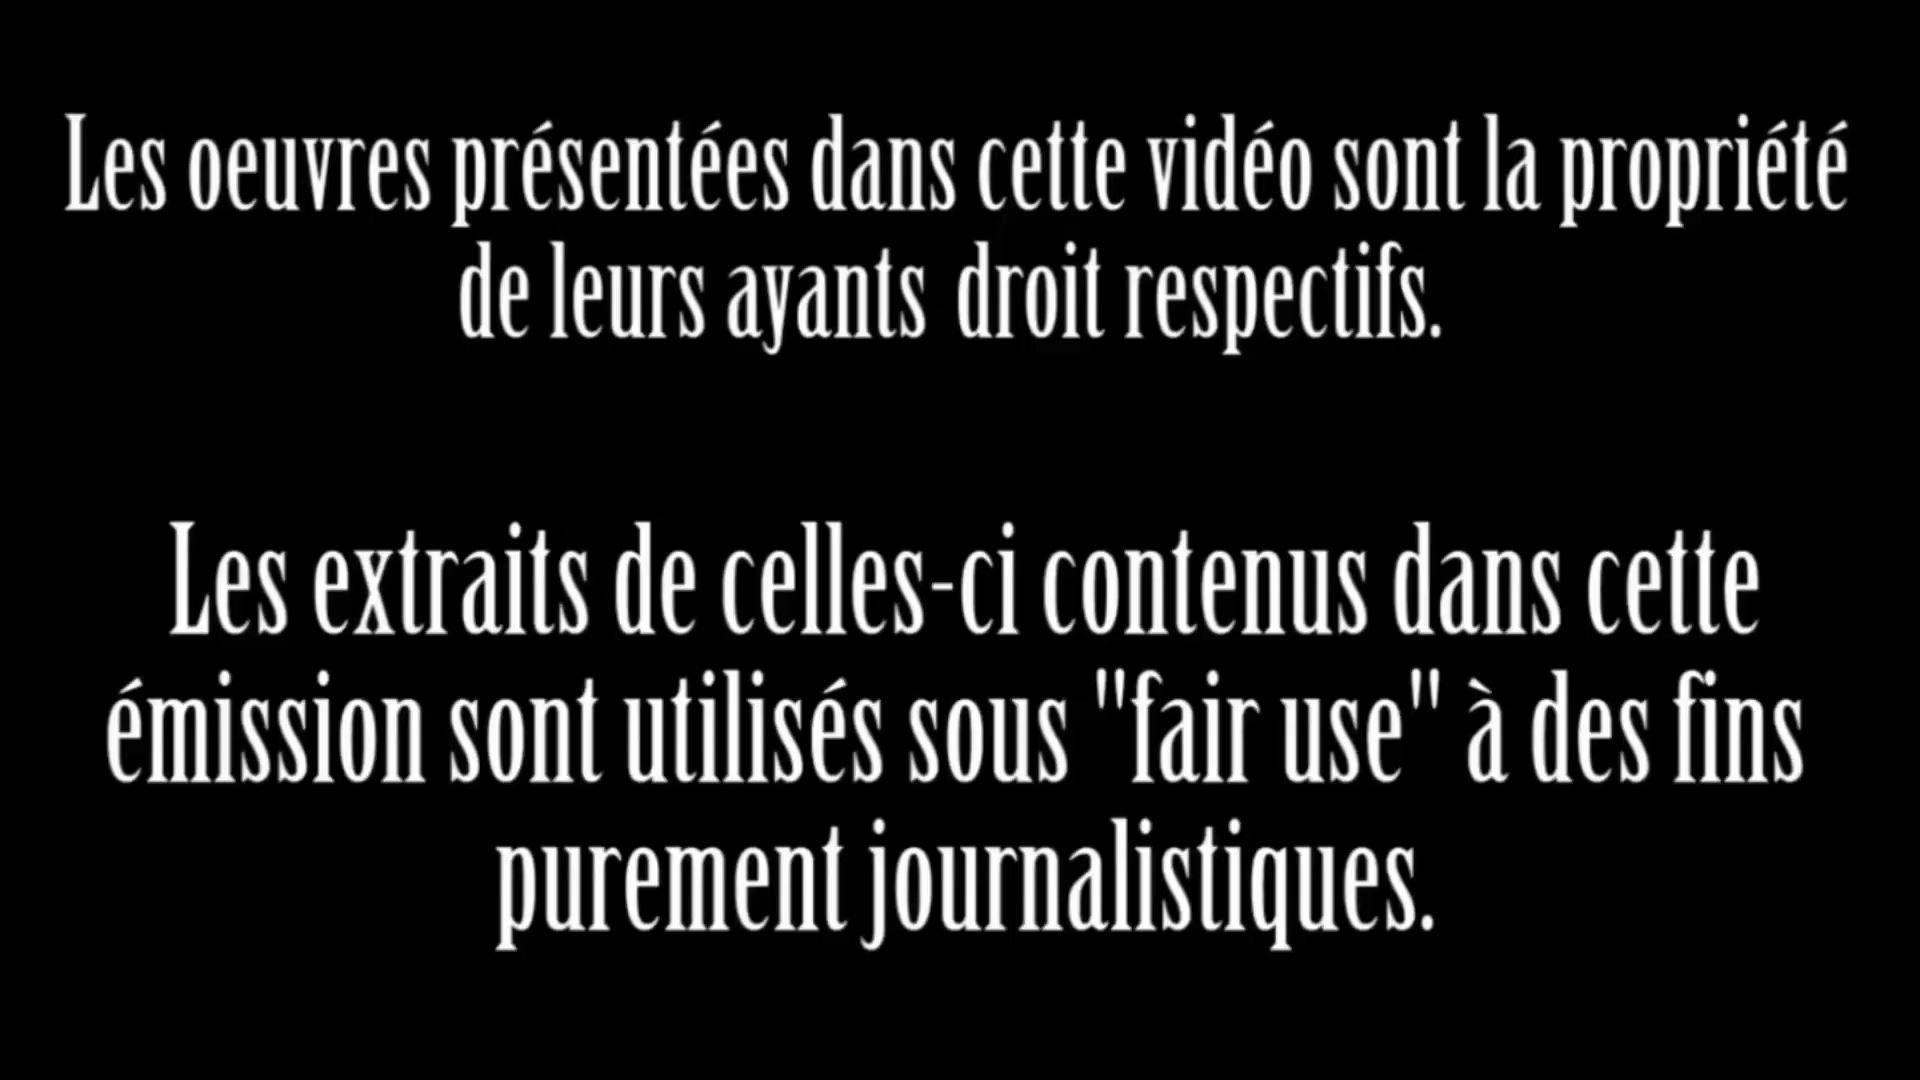 Les oeuvres présentées dans cette vidéo sont la propriété
de leurs ayants droit respectifs.
Les extraits de celles-ci contenus dans cette
émission sont utilisés sous "fair use" à des fins
purement journalistiques.